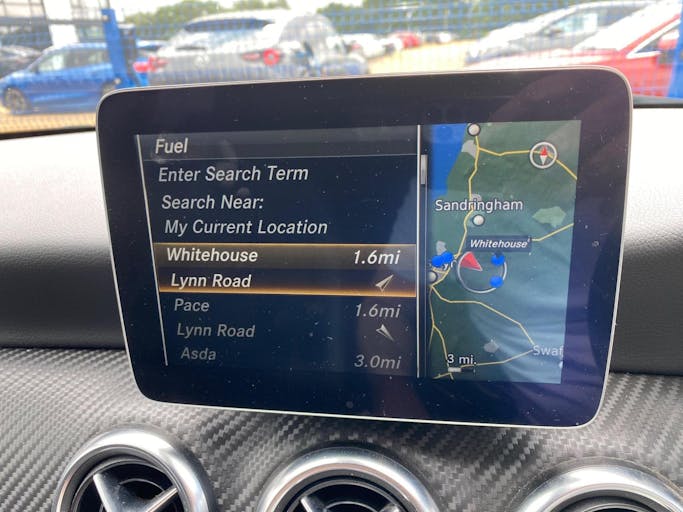 Fuel
Enter Search Term
Search Near:
My Current Location
Whitehouse 1.6mi
Lynn Road
Pace 1.6mi
Lynn Road
Asda 3.0mi
Sandringham
Whitehouse
3 mi.
Swaf